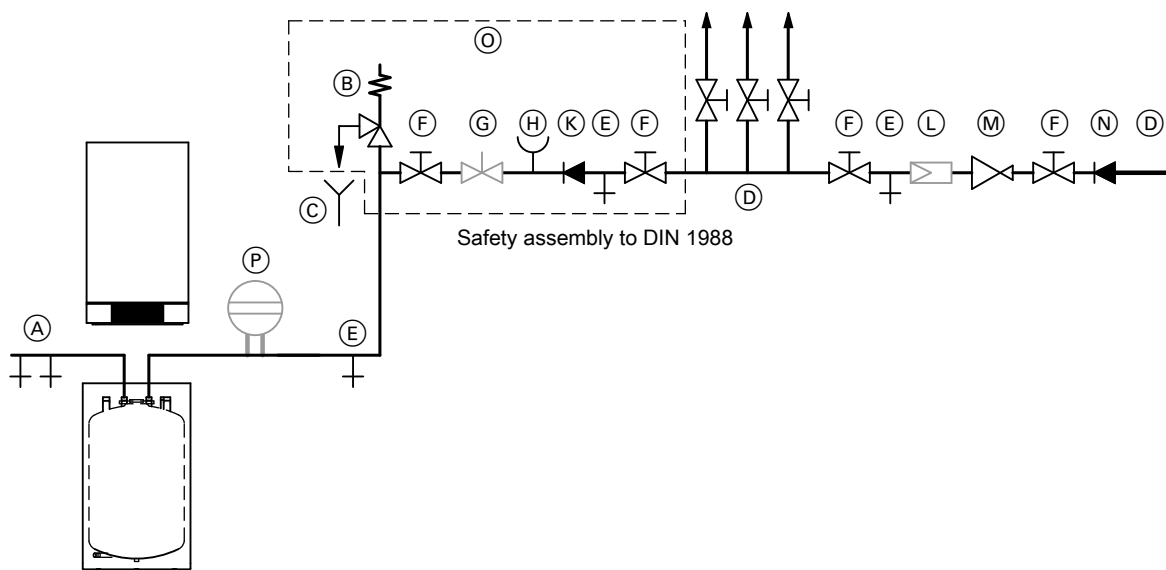 O
B
F G H K E F
F E L M F N D
C
D
Safety assembly to DIN 1988
P
A
E